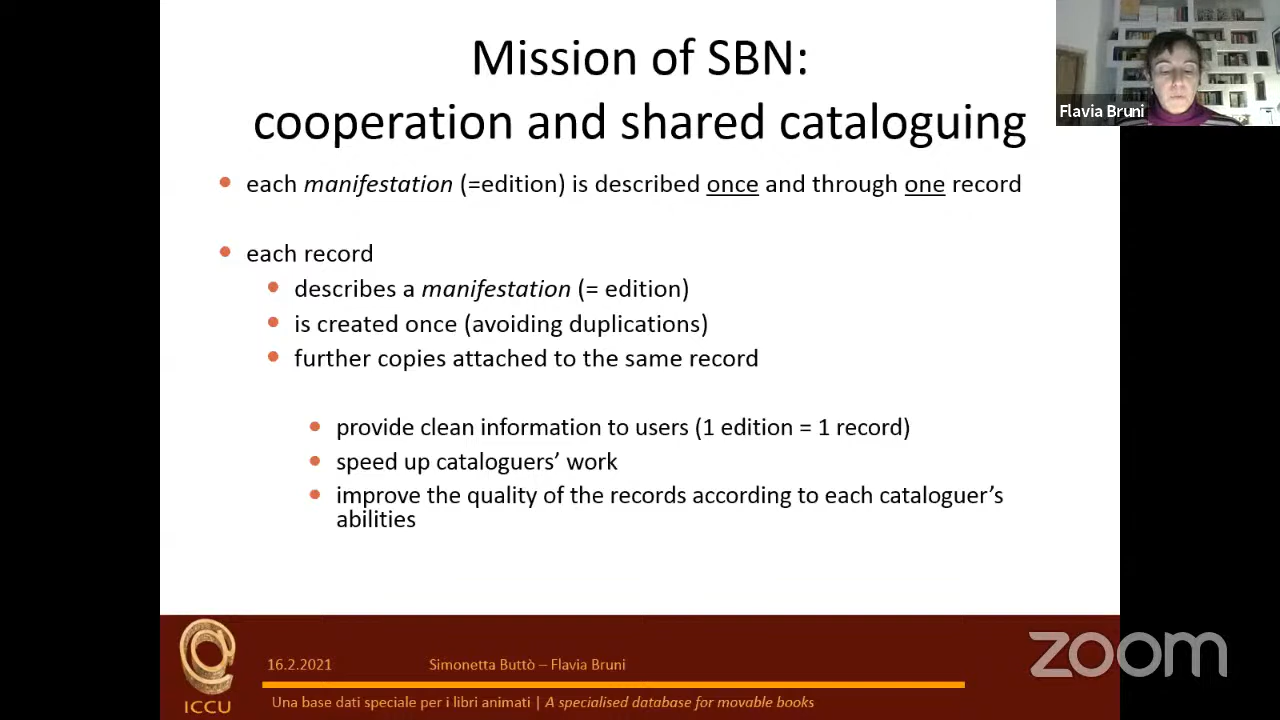 Mission of SBN:
cooperation and shared cataloguing
Flavia Bruni
each manifestation (=edition) is described once and through one record
each record
describes a manifestation (= edition)
is created once (avoiding duplications)
further copies attached to the same record
provide clean information to users (1 edition = 1 record)
speed up cataloguers’ work
improve the quality of the records according to each cataloguer’s
abilities
16.2.2021
Simonetta Buttò – Flavia Bruni
ICCU
Una base dati speciale per i libri animati | A specialised database for movable books
zoom